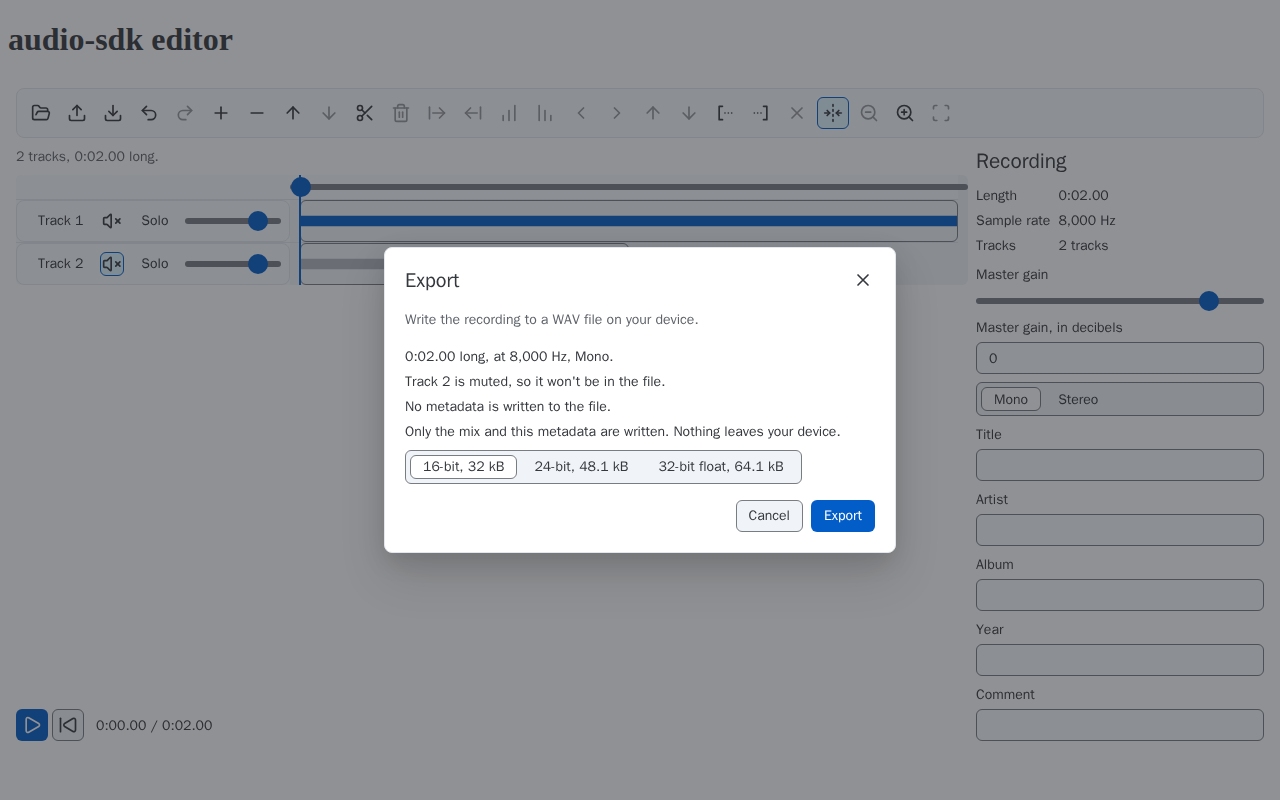 audio-sdk editor
2 tracks, 0:02.00 long.
Track 1 Solo
Track 2 Solo
Recording
Length 0:02.00
Sample rate 8,000 Hz
Tracks 2 tracks
Master gain
Master gain, in decibels
0
Mono Stereo
Title
Artist
Album
Year
Comment
Export
Write the recording to a WAV file on your device.
0:02.00 long, at 8,000 Hz, Mono.
Track 2 is muted, so it won't be in the file.
No metadata is written to the file.
Only the mix and this metadata are written. Nothing leaves your device.
16-bit, 32 kB 24-bit, 48.1 kB 32-bit float, 64.1 kB
Cancel Export
0:00.00 / 0:02.00